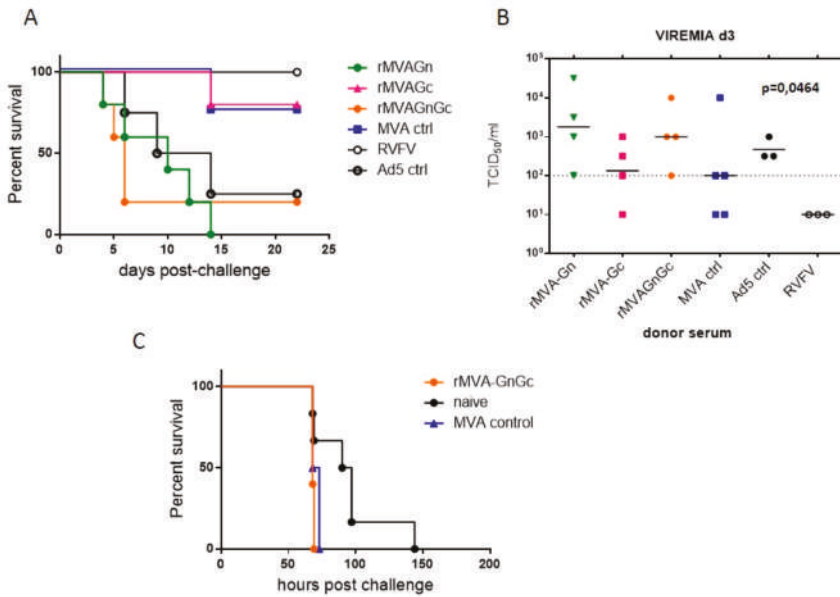 A
100
50
0
Percent survival
0
5
10
15
20
25
days post-challenge
rMVAGn
rMVAGc
rMVAGnGc
MVA ctrl
RVFV
Ad5 ctrl
B
VIREMIA d3
p=0,0464
10⁵
10⁴
10³
10²
10¹
10⁰
TCID₅₀/ml
rMVA-Gn
rMVA-Gc
rMVAGnGc
MVA ctrl
Ad5 ctrl
RVFV
donor serum
C
100
50
0
Percent survival
0
50
100
150
200
hours post challenge
rMVA-GnGc
naive
MVA control